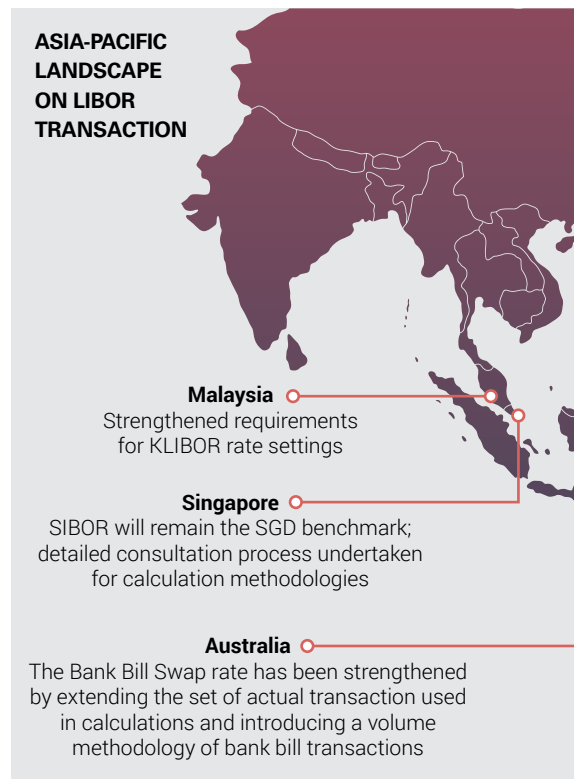 ASIA-PACIFIC
LANDSCAPE
ON LIBOR
TRANSACTION
Malaysia
Strengthened requirements
for KLIBOR rate settings
Singapore
SIBOR will remain the SGD benchmark;
detailed consultation process undertaken
for calculation methodologies
Australia
The Bank Bill Swap rate has been strengthened
by extending the set of actual transaction used
in calculations and introducing a volume
methodology of bank bill transactions